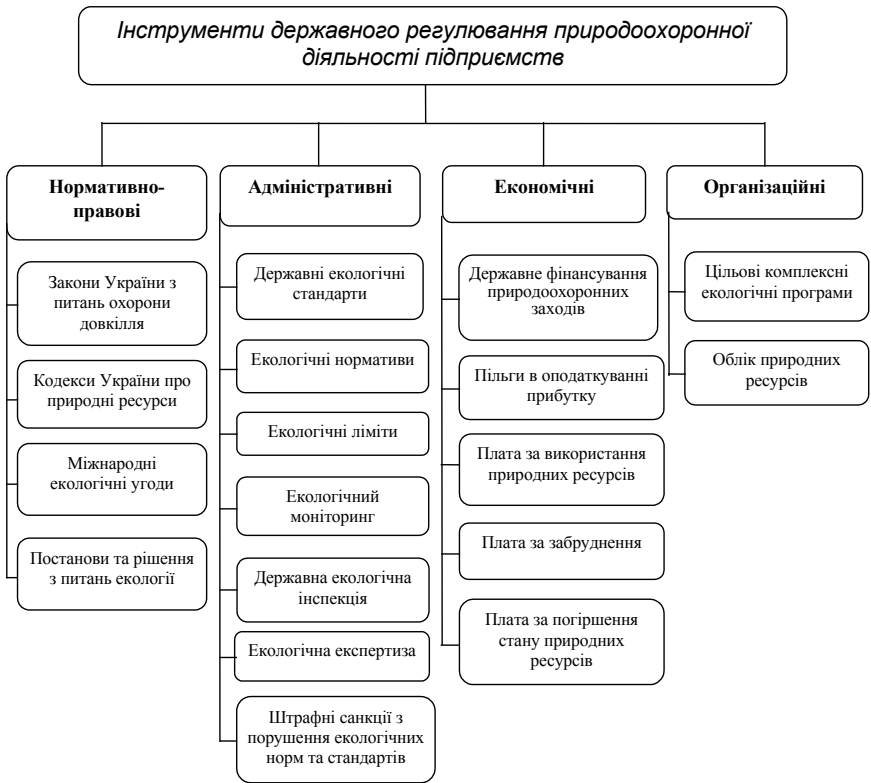 Інструменти державного регулювання природоохоронної
діяльності підприємств
Нормативно-
правові
Закони України з
питань охорони
довкілля
Кодекси України про
природні ресурси
Міжнародні
екологічні угоди
Постанови та рішення
з питань екології
Адміністративні
Державні екологічні
стандарти
Екологічні нормативи
Екологічні ліміти
Екологічний
моніторинг
Державна екологічна
інспекція
Екологічна експертиза
Штрафні санкції з
порушення екологічних
норм та стандартів
Економічні
Державне фінансування
природоохоронних
заходів
Пільги в оподаткуванні
прибутку
Плата за використання
природних ресурсів
Плата за забруднення
Плата за погіршення
стану природних
ресурсів
Організаційні
Цільові комплексні
екологічні програми
Облік природних
ресурсів